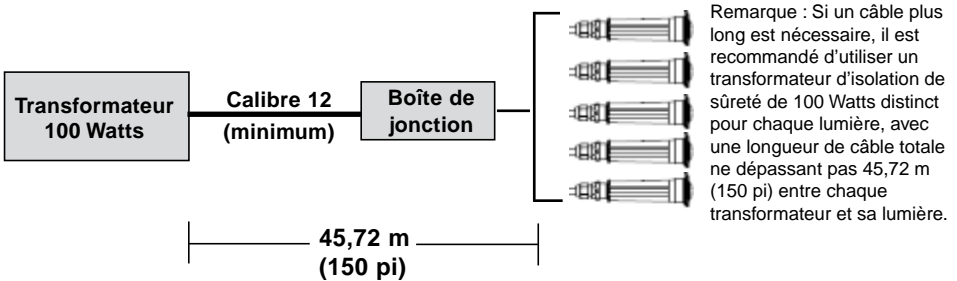 Transformateur
100 Watts
Calibre 12
(minimum)
Boîte de
jonction
45,72 m
(150 pi)
Remarque : Si un câble plus
long est nécessaire, il est
recommandé d'utiliser un
transformateur d'isolation de
sûreté de 100 Watts distinct
pour chaque lumière, avec
une longueur de câble totale
ne dépassant pas 45,72 m
(150 pi) entre chaque
transformateur et sa lumière.